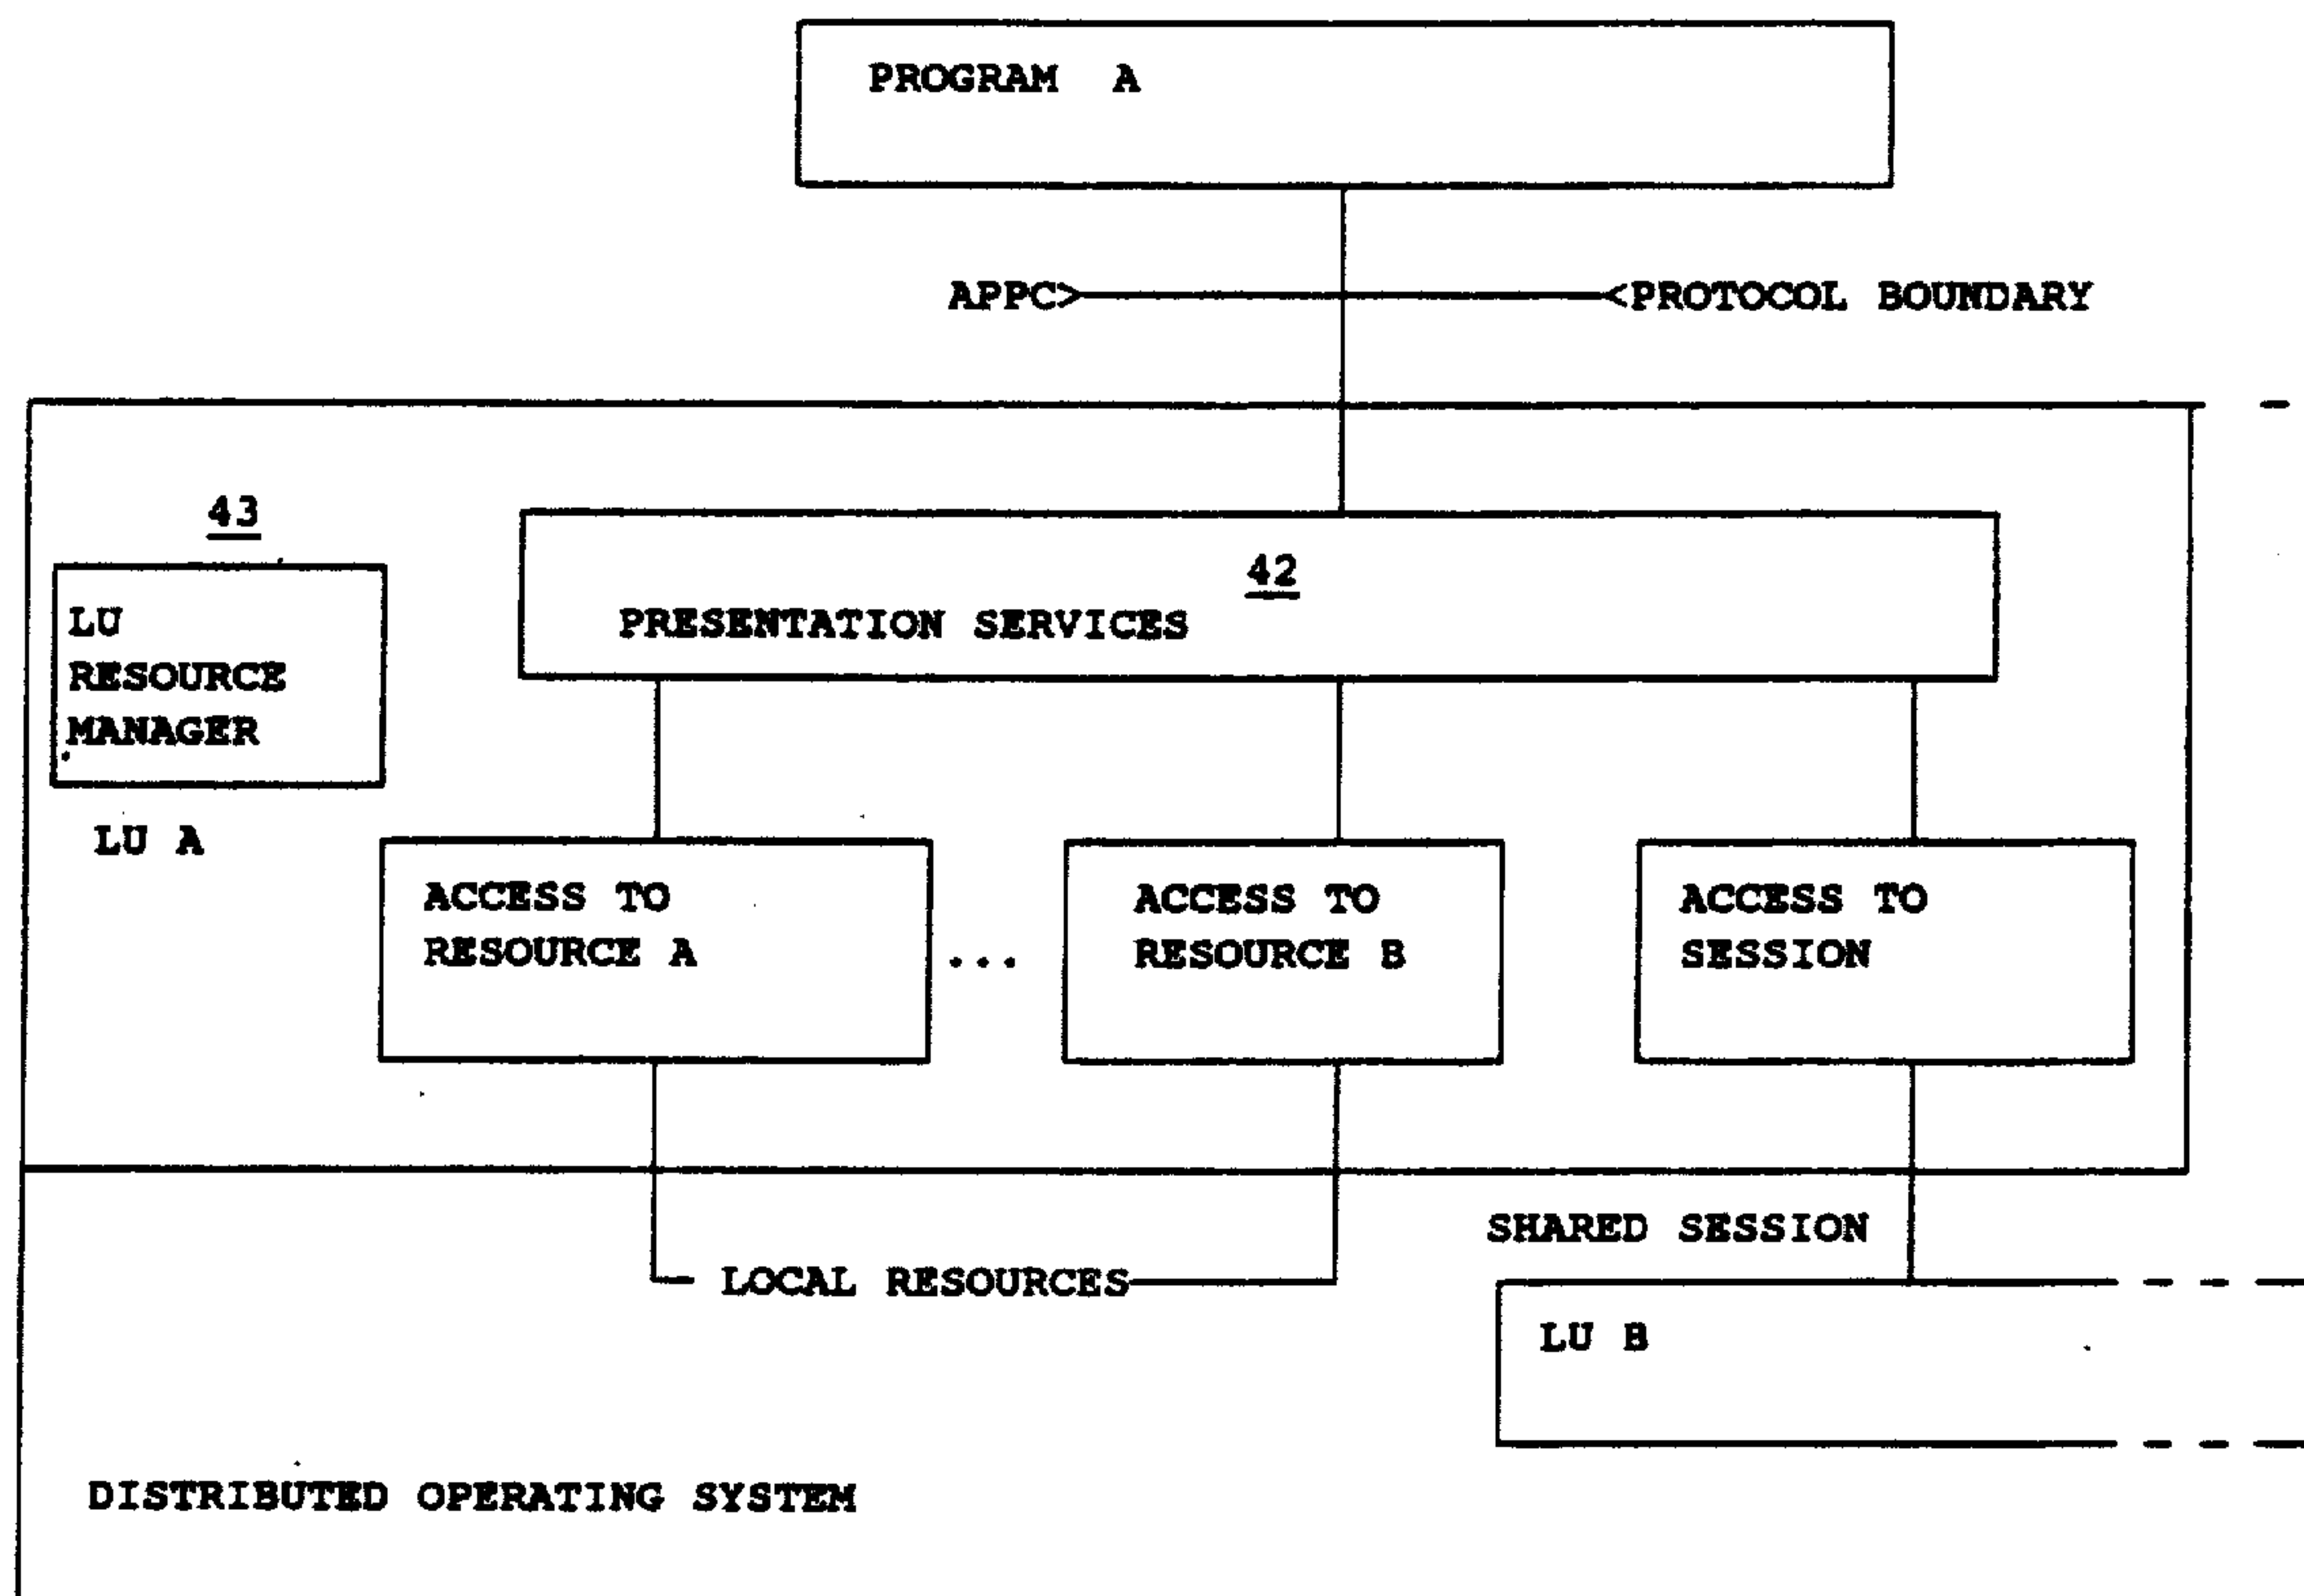 PROGRAM A
APPC> <PROTOCOL BOUNDARY
43
42
LU
RESOURCE
MANAGER
PRESENTATION SERVICES
LU A
ACCESS TO
RESOURCE A
...
ACCESS TO
RESOURCE B
ACCESS TO
SESSION
SHARED SESSION
LOCAL RESOURCES
LU B
DISTRIBUTED OPERATING SYSTEM